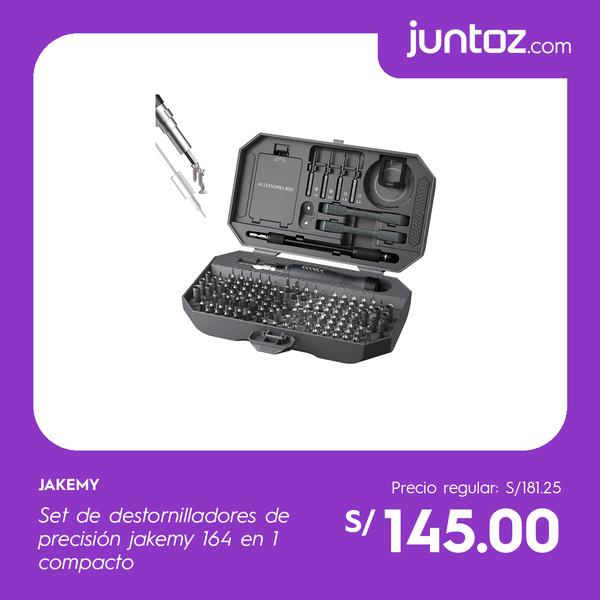 juntoz.com
ACCESSORIES BOX
JAKEMY
Set de destornilladores de
precisión jakemy 164 en 1
compacto
Precio regular: S/181.25
S/145.00